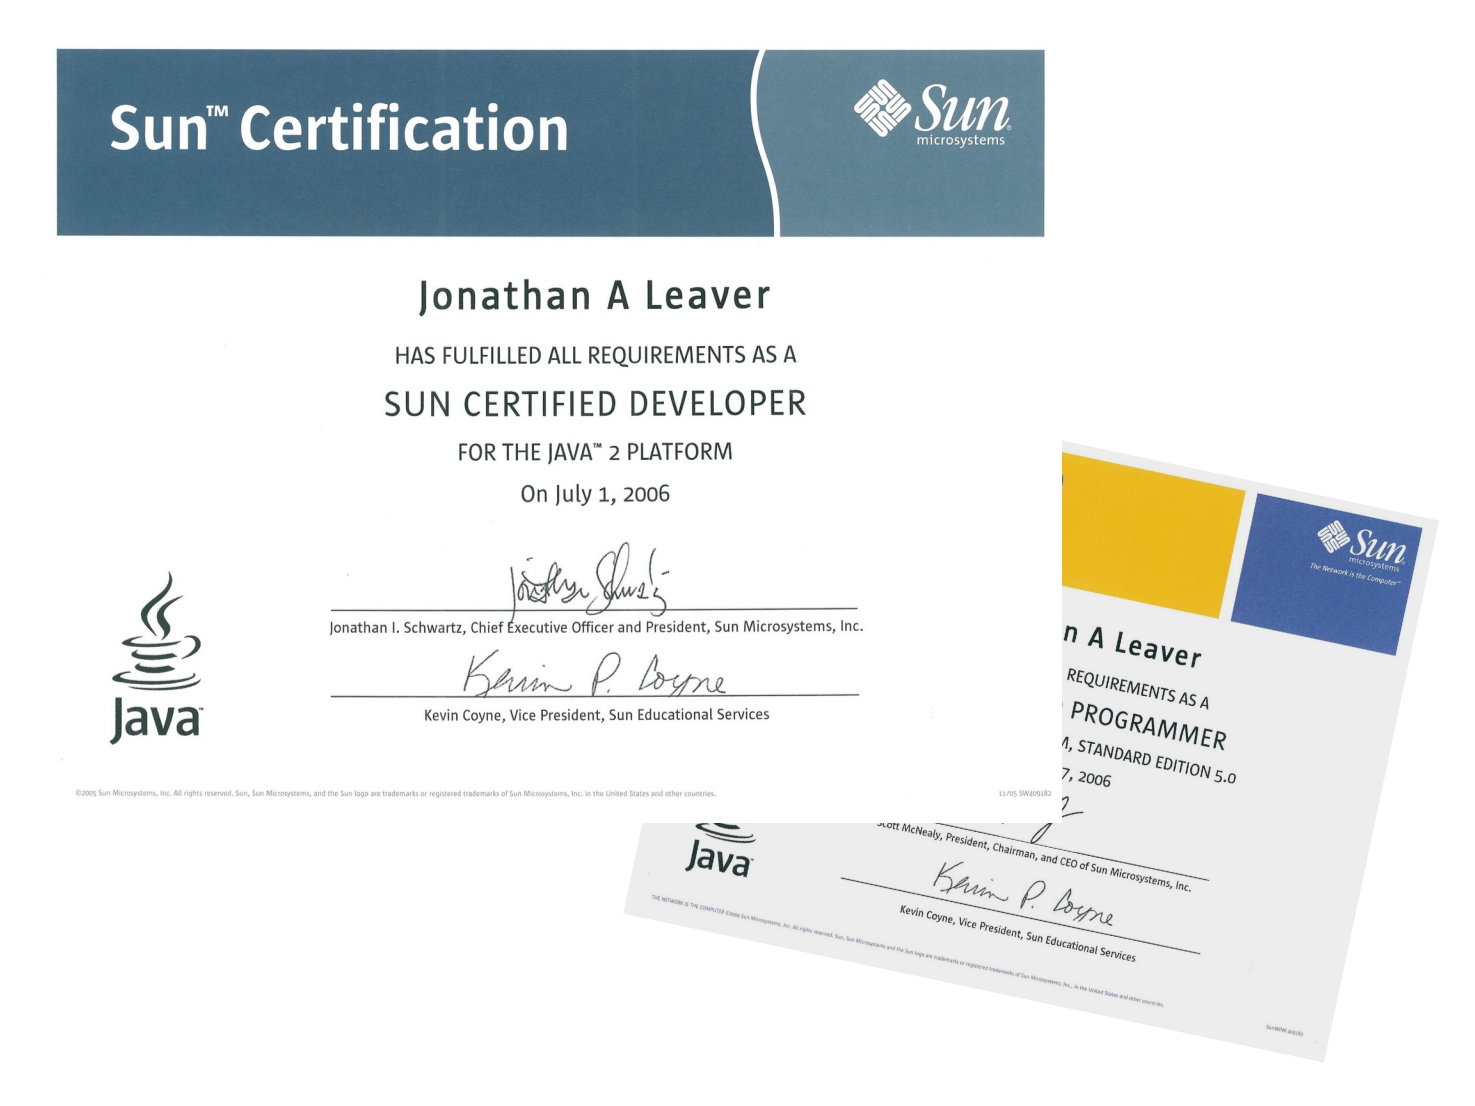 Sun™ Certification
Sun
microsystems
Jonathan A Leaver
HAS FULFILLED ALL REQUIREMENTS AS A
SUN CERTIFIED DEVELOPER
FOR THE JAVA™ 2 PLATFORM
On July 1, 2006
Jonathan I. Schwartz, Chief Executive Officer and President, Sun Microsystems, Inc.
Kevin P. Coyne
Kevin Coyne, Vice President, Sun Educational Services
Java™
©2005 Sun Microsystems, Inc. All rights reserved. Sun, Sun Microsystems, and the Sun logo are trademarks or registered trademarks of Sun Microsystems, Inc. in the United States and other countries.
11/05 SW409182
Sun
microsystems
The Network is the Computer™
n A Leaver
REQUIREMENTS AS A
PROGRAMMER
M, STANDARD EDITION 5.0
7, 2006
Scott McNealy, President, Chairman, and CEO of Sun Microsystems, Inc.
Kevin P. Coyne
Kevin Coyne, Vice President, Sun Educational Services
Java™
THE NETWORK IS THE COMPUTER ©2004 Sun Microsystems, Inc. All rights reserved. Sun, Sun Microsystems and the Sun logo are trademarks or registered trademarks of Sun Microsystems, Inc., in the United States and other countries.